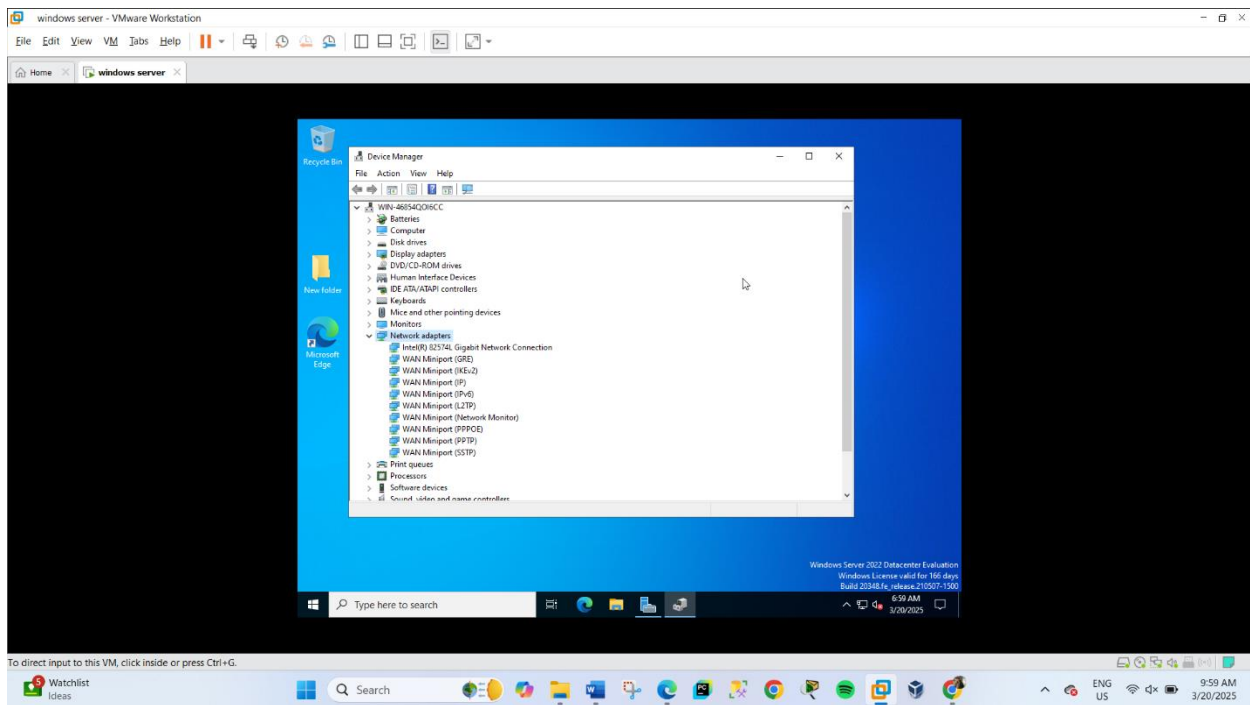 windows server - VMware Workstation
File Edit View VM Tabs Help
Home
windows server
Recycle Bin
New folder
Microsoft
Edge
Device Manager
File Action View Help
WIN-46854QOI6CC
Batteries
Computer
Disk drives
Display adapters
DVD/CD-ROM drives
Human Interface Devices
IDE ATA/ATAPI controllers
Keyboards
Mice and other pointing devices
Monitors
Network adapters
Intel(R) 82574L Gigabit Network Connection
WAN Miniport (GRE)
WAN Miniport (IKEv2)
WAN Miniport (IP)
WAN Miniport (IPv6)
WAN Miniport (L2TP)
WAN Miniport (Network Monitor)
WAN Miniport (PPPOE)
WAN Miniport (PPTP)
WAN Miniport (SSTP)
Print queues
Processors
Software devices
Sound, video and game controllers
Windows Server 2022 Datacenter Evaluation
Windows License valid for 166 days
Build 20348.fe_release.210507-1500
Type here to search
6:59 AM
3/20/2025
To direct input to this VM, click inside or press Ctrl+G.
5
Watchlist
Ideas
Search
ENG
US
9:59 AM
3/20/2025